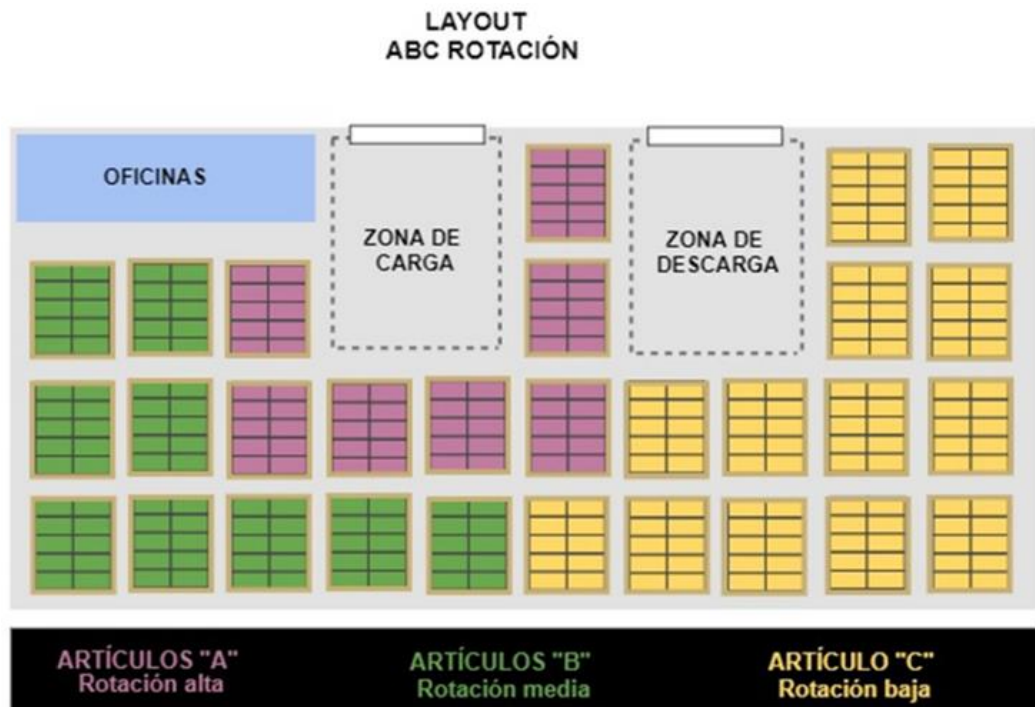 LAYOUT
ABC ROTACIÓN
OFICINAS
ZONA DE
CARGA
ZONA DE
DESCARGA
ARTÍCULOS "A"
Rotación alta
ARTÍCULOS "B"
Rotación media
ARTÍCULO "C"
Rotación baja